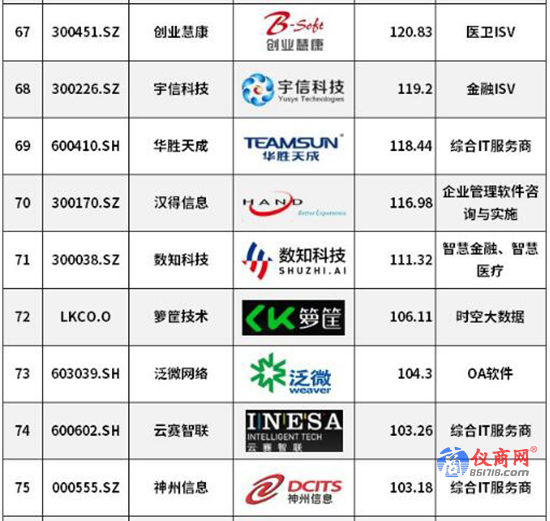 67 300451.SZ 创业慧康 B-Soft 创业慧康 120.83 医卫ISV
68 300226.SZ 宇信科技 宇信科技 Yusys Technologies 119.2 金融ISV
69 600410.SH 华胜天成 TEAMSUN 华胜天成 118.44 综合IT服务商
70 300170.SZ 汉得信息 HAND Better Experience 116.98 企业管理软件咨
询与实施
71 300038.SZ 数知科技 数知科技 SHUZHI.AI 111.32 智慧金融、智慧
医疗
72 LKCO.O 箩筐技术 LK 箩筐 106.11 时空大数据
73 603039.SH 泛微网络 泛微 weaver 104.3 OA软件
74 600602.SH 云赛智联 INESA INTELLIGENT TECH 云赛智联 103.26 综合IT服务商
75 000555.SZ 神州信息 DCITS 神州信息 103.18 综合IT服务商
仪商网
861718.com